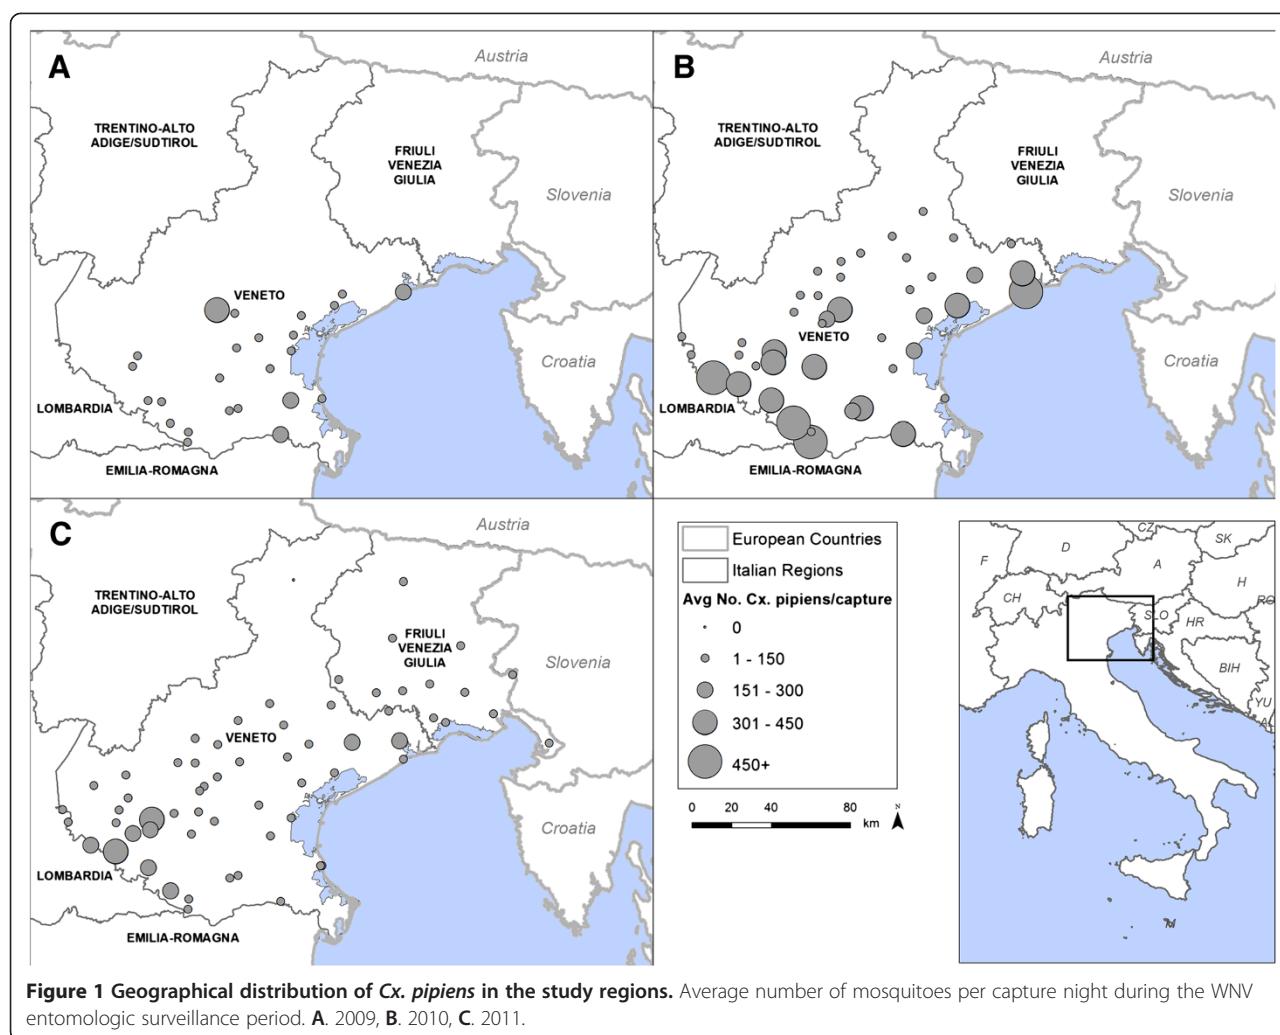 A
Austria
TRENTINO-ALTO
ADIGE/SUDTIROL
FRIULI
VENEZIA
GIULIA
Slovenia
VENETO
Croatia
LOMBARDIA
EMILIA-ROMAGNA
B
Austria
TRENTINO-ALTO
ADIGE/SUDTIROL
FRIULI
VENEZIA
GIULIA
Slovenia
VENETO
Croatia
LOMBARDIA
EMILIA-ROMAGNA
C
Austria
TRENTINO-ALTO
ADIGE/SUDTIROL
FRIULI
VENEZIA
GIULIA
Slovenia
VENETO
Croatia
LOMBARDIA
EMILIA-ROMAGNA
European Countries
Italian Regions
Avg No. Cx. pipiens/capture
0
1 - 150
151 - 300
301 - 450
450+
0 20 40 80
km
N
CZ
F
D
SK
A
H
CH
RO
SLO
HR
BIH
YU
A
M
Figure 1 Geographical distribution of Cx. pipiens in the study regions. Average number of mosquitoes per capture night during the WNV
entomologic surveillance period. A. 2009, B. 2010, C. 2011.